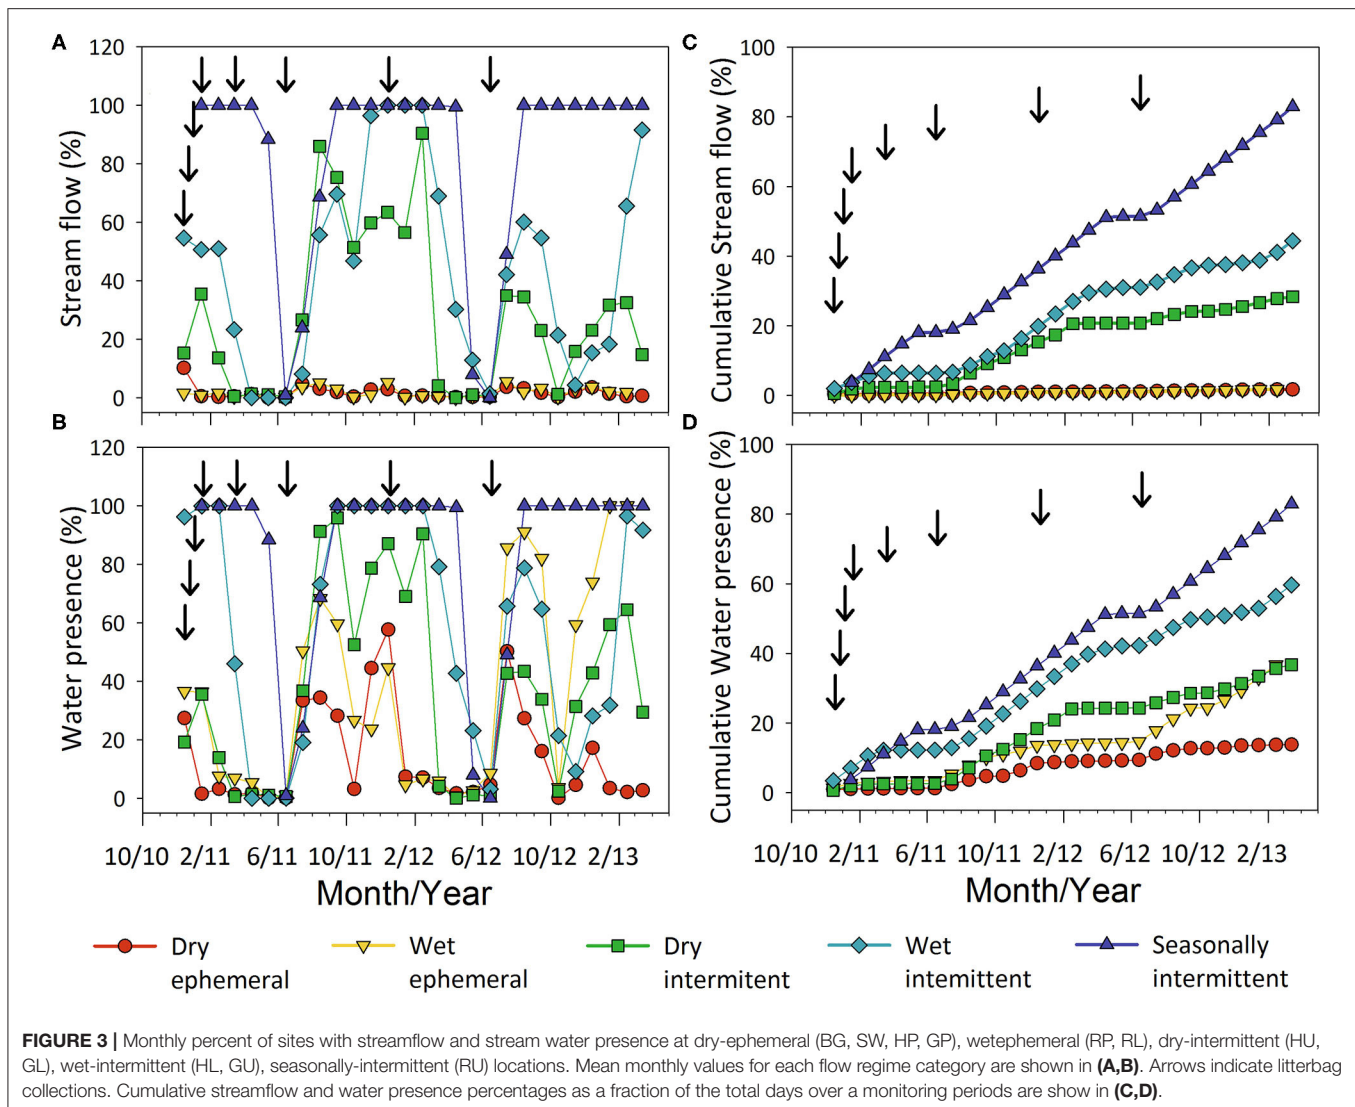 A
120
100
80
60
40
20
0
Stream flow (%)
B
120
100
80
60
40
20
0
Water presence (%)
10/10 2/11 6/11 10/11 2/12 6/12 10/12 2/13
Month/Year
C
100
80
60
40
20
0
Cumulative Stream flow (%)
D
100
80
60
40
20
0
Cumulative Water presence (%)
10/10 2/11 6/11 10/11 2/12 6/12 10/12 2/13
Month/Year
Dry ephemeral
Wet ephemeral
Dry intermitent
Wet intemittent
Seasonally intermittent
FIGURE 3 | Monthly percent of sites with streamflow and stream water presence at dry-ephemeral (BG, SW, HP, GP), wetephemeral (RP, RL), dry-intermittent (HU,
GL), wet-intermittent (HL, GU), seasonally-intermittent (RU) locations. Mean monthly values for each flow regime category are shown in (A,B). Arrows indicate litterbag
collections. Cumulative streamflow and water presence percentages as a fraction of the total days over a monitoring periods are show in (C,D).